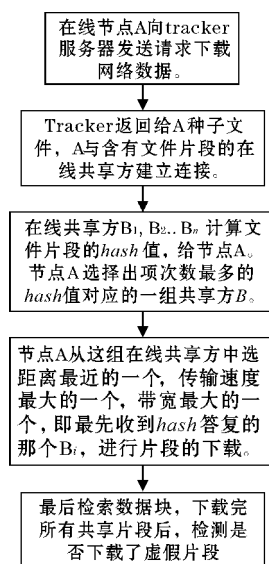 在线节点A向tracker
服务器发送请求下载
网络数据。
Tracker返回给A种子文
件，A与含有文件片段的在
线共享方建立连接。
在线共享方B₁, B₂.. Bₙ 计算文
件片段的hash 值，给节点A。
节点A选择出项次数最多的
hash值对应的一组共享方B。
节点A从这组在线共享方中选
距离最近的一个，传输速度
最大的一个，带宽最大的一
个，即最先收到hash 答复的
那个Bᵢ，进行片段的下载。
最后检索数据块，下载完
所有共享片段后，检测是
否下载了虚假片段